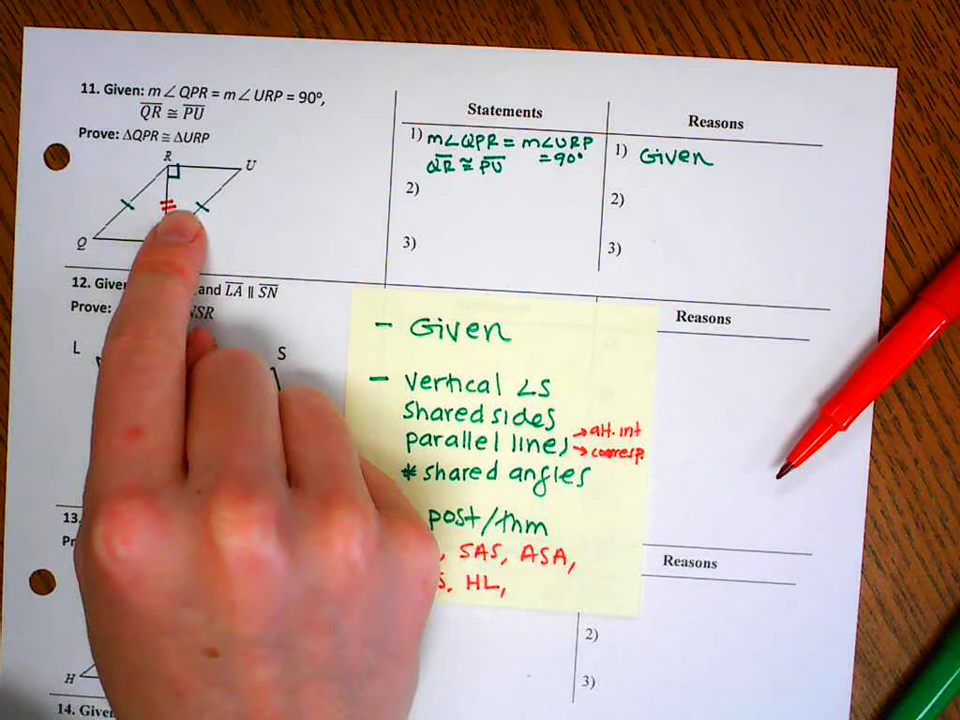 11. Given: m∠QPR = m∠URP = 90°,
QR ≅ PU
Prove: ΔQPR ≅ ΔURP
R
U
Q
Statements
Reasons
1) m∠QPR = m∠URP = 90°
QR ≅ PU
1) Given
2)
2)
3)
3)
12. Given
and LA ∥ SN
Prove:
NSR
L
S
Reasons
- Given
- Vertical ∠s
Shared sides
parallel lines → alt. int
→ corresp.
* shared angles
post/thm
, SAS, ASA,
S, HL,
13.
Pr
Reasons
2)
3)
H
14. Given